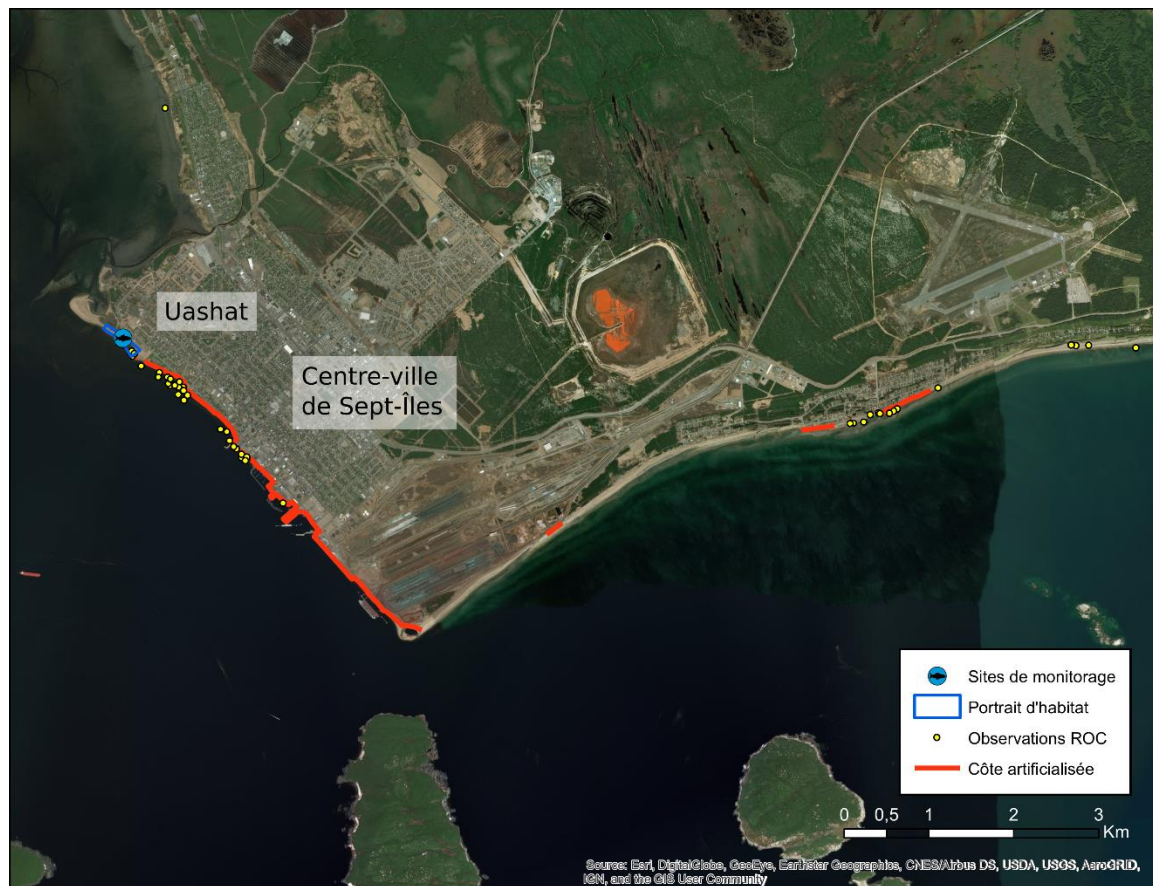 Uashat
Centre-ville
de Sept-Îles
Sites de monitorage
Portrait d'habitat
Observations ROC
Côte artificialisée
0 0,5 1 2 3
Km
Source: Esri, DigitalGlobe, GeoEye, Earthstar Geographics, CNES/Airbus DS, USDA, USGS, AeroGRID,
IGN, and the GIS User Community